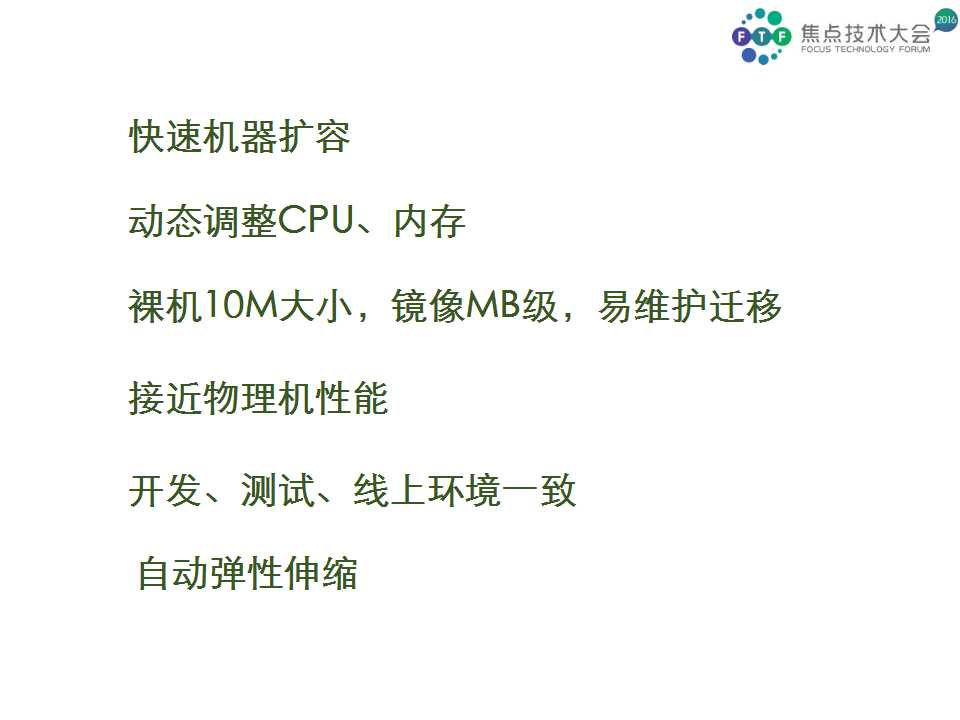 FTF 焦点技术大会 2016
FOCUS TECHNOLOGY FORUM
快速机器扩容
动态调整CPU、内存
裸机10M大小，镜像MB级，易维护迁移
接近物理机性能
开发、测试、线上环境一致
自动弹性伸缩